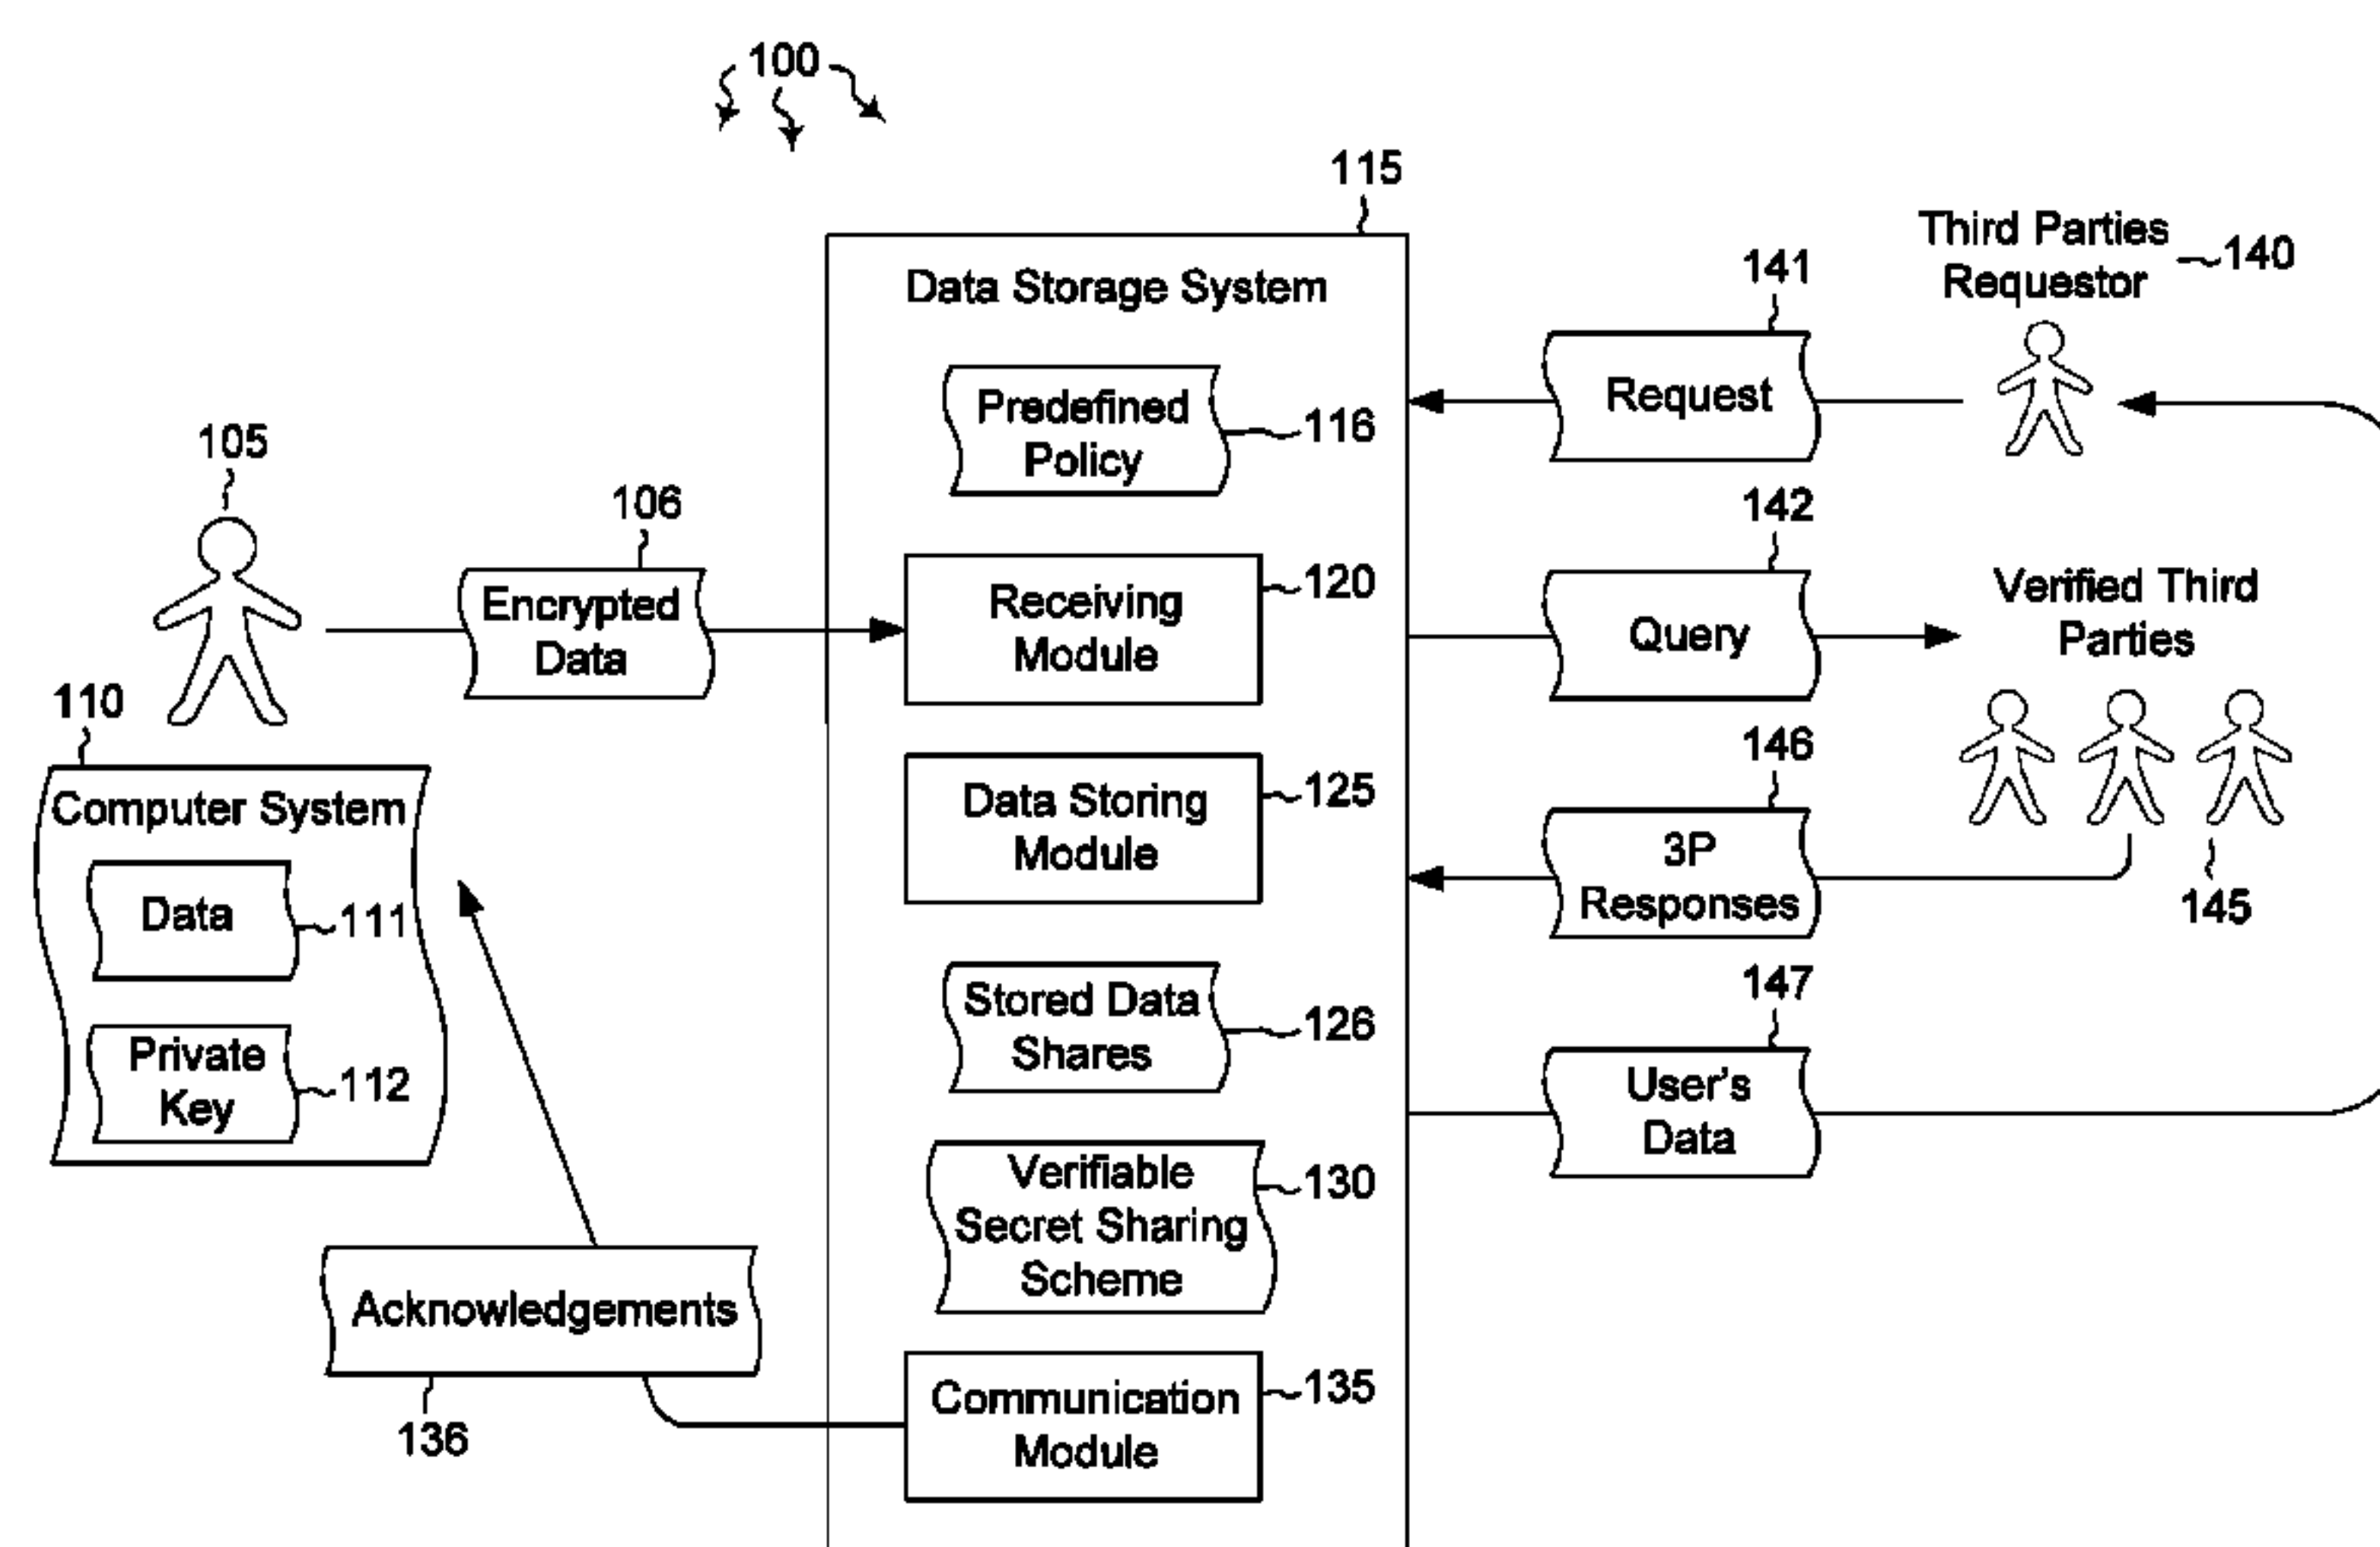 100
115
Data Storage System
Predefined
Policy
116
105
106
Encrypted
Data
Receiving
Module
120
110
Computer System
Data
111
Private
Key
112
Data Storing
Module
125
Stored Data
Shares
126
Verifiable
Secret Sharing
Scheme
130
Acknowledgements
136
Communication
Module
135
141
Request
Third Parties
Requestor
140
142
Query
Verified Third
Parties
146
3P
Responses
145
147
User's
Data